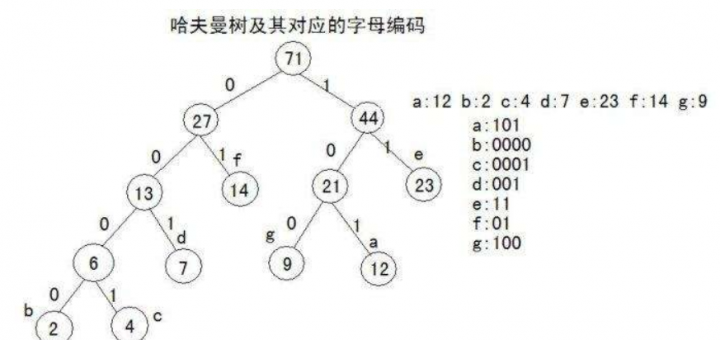 哈夫曼树及其对应的字母编码
71
0 1
a:12 b:2 c:4 d:7 e:23 f:14 g:9
27 44
a:101
b:0000
c:0001
d:001
e:11
f:01
g:100
0 1 f 0 1 e
13 14 21 23
0 1 d g 0 1 a
6 7 9 12
b 0 1 c
2 4